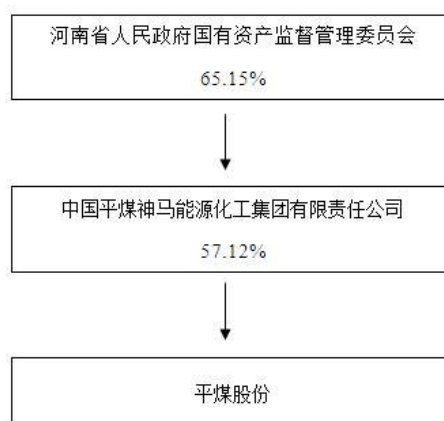 河南省人民政府国有资产监督管理委员会
65.15%
中国平煤神马能源化工集团有限责任公司
57.12%
平煤股份